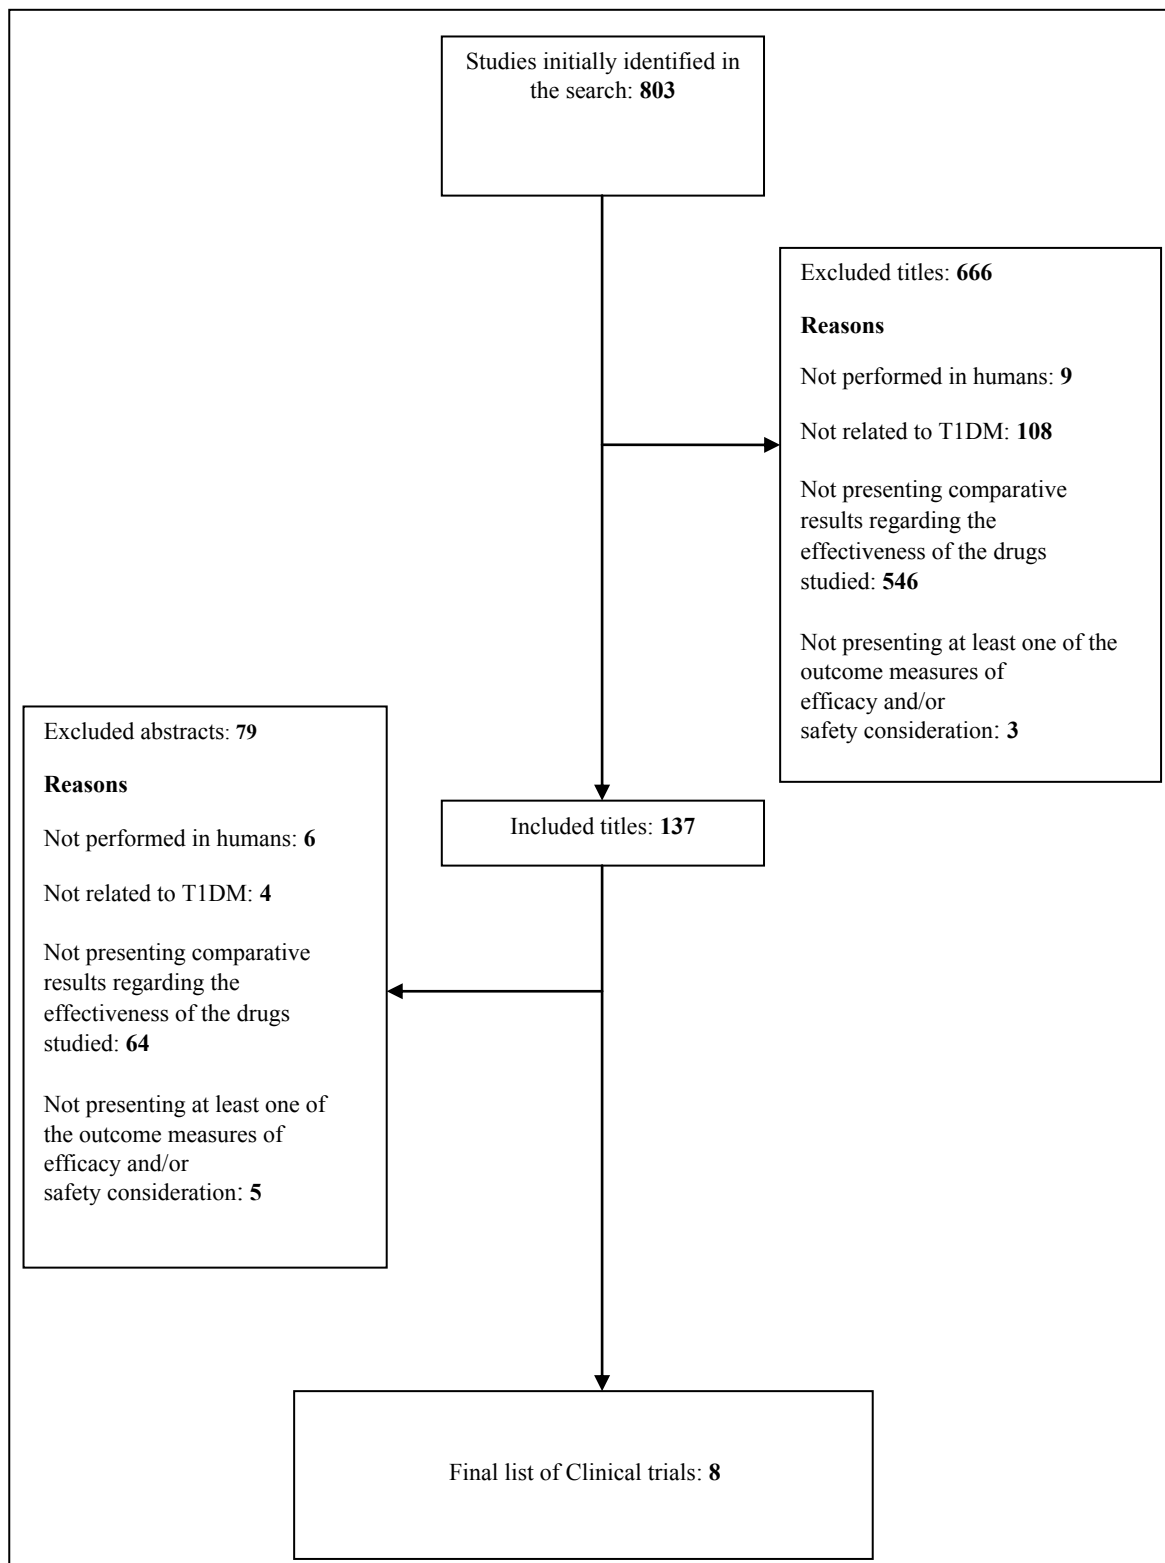 Studies initially identified in
the search: 803
Excluded titles: 666
Reasons
Not performed in humans: 9
Not related to T1DM: 108
Not presenting comparative
results regarding the
effectiveness of the drugs
studied: 546
Not presenting at least one of the
outcome measures of
efficacy and/or
safety consideration: 3
Included titles: 137
Excluded abstracts: 79
Reasons
Not performed in humans: 6
Not related to T1DM: 4
Not presenting comparative
results regarding the
effectiveness of the drugs
studied: 64
Not presenting at least one of
the outcome measures of
efficacy and/or
safety consideration: 5
Final list of Clinical trials: 8